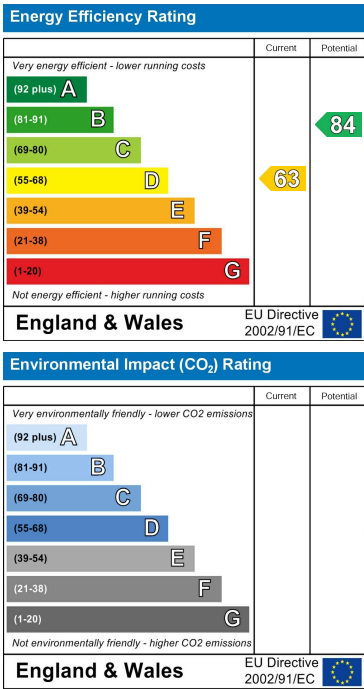 Energy Efficiency Rating
Current Potential
Very energy efficient - lower running costs
(92 plus) A
(81-91) B
84
(69-80) C
(55-68) D
63
(39-54) E
(21-38) F
(1-20) G
Not energy efficient - higher running costs
England & Wales
EU Directive
2002/91/EC
Environmental Impact (CO₂) Rating
Current Potential
Very environmentally friendly - lower CO2 emissions
(92 plus) A
(81-91) B
(69-80) C
(55-68) D
(39-54) E
(21-38) F
(1-20) G
Not environmentally friendly - higher CO2 emissions
England & Wales
EU Directive
2002/91/EC